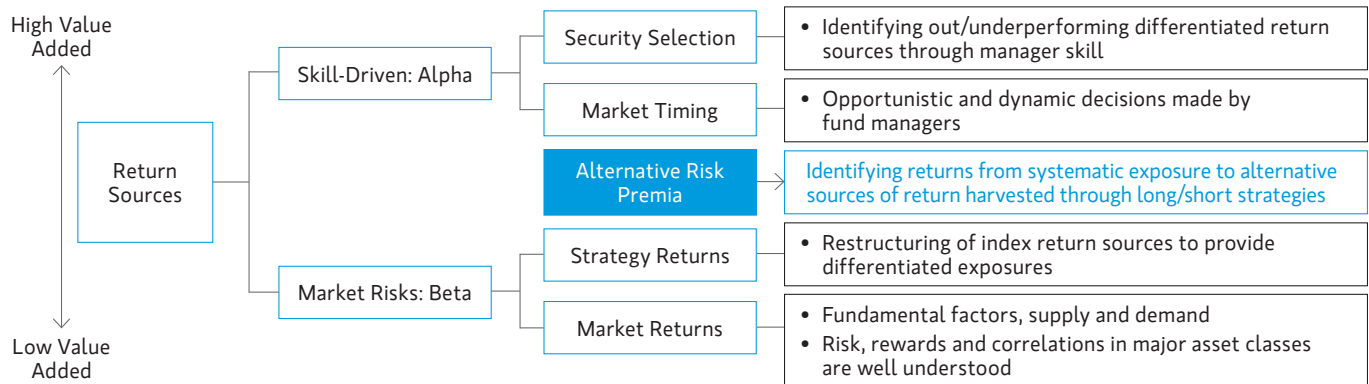 High Value
Added
Low Value
Added
Return
Sources
Skill-Driven: Alpha
Market Risks: Beta
Security Selection
• Identifying out/underperforming differentiated return
sources through manager skill
Market Timing
• Opportunistic and dynamic decisions made by
fund managers
Alternative Risk
Premia
Identifying returns from systematic exposure to alternative
sources of return harvested through long/short strategies
Strategy Returns
• Restructuring of index return sources to provide
differentiated exposures
Market Returns
• Fundamental factors, supply and demand
• Risk, rewards and correlations in major asset classes
are well understood